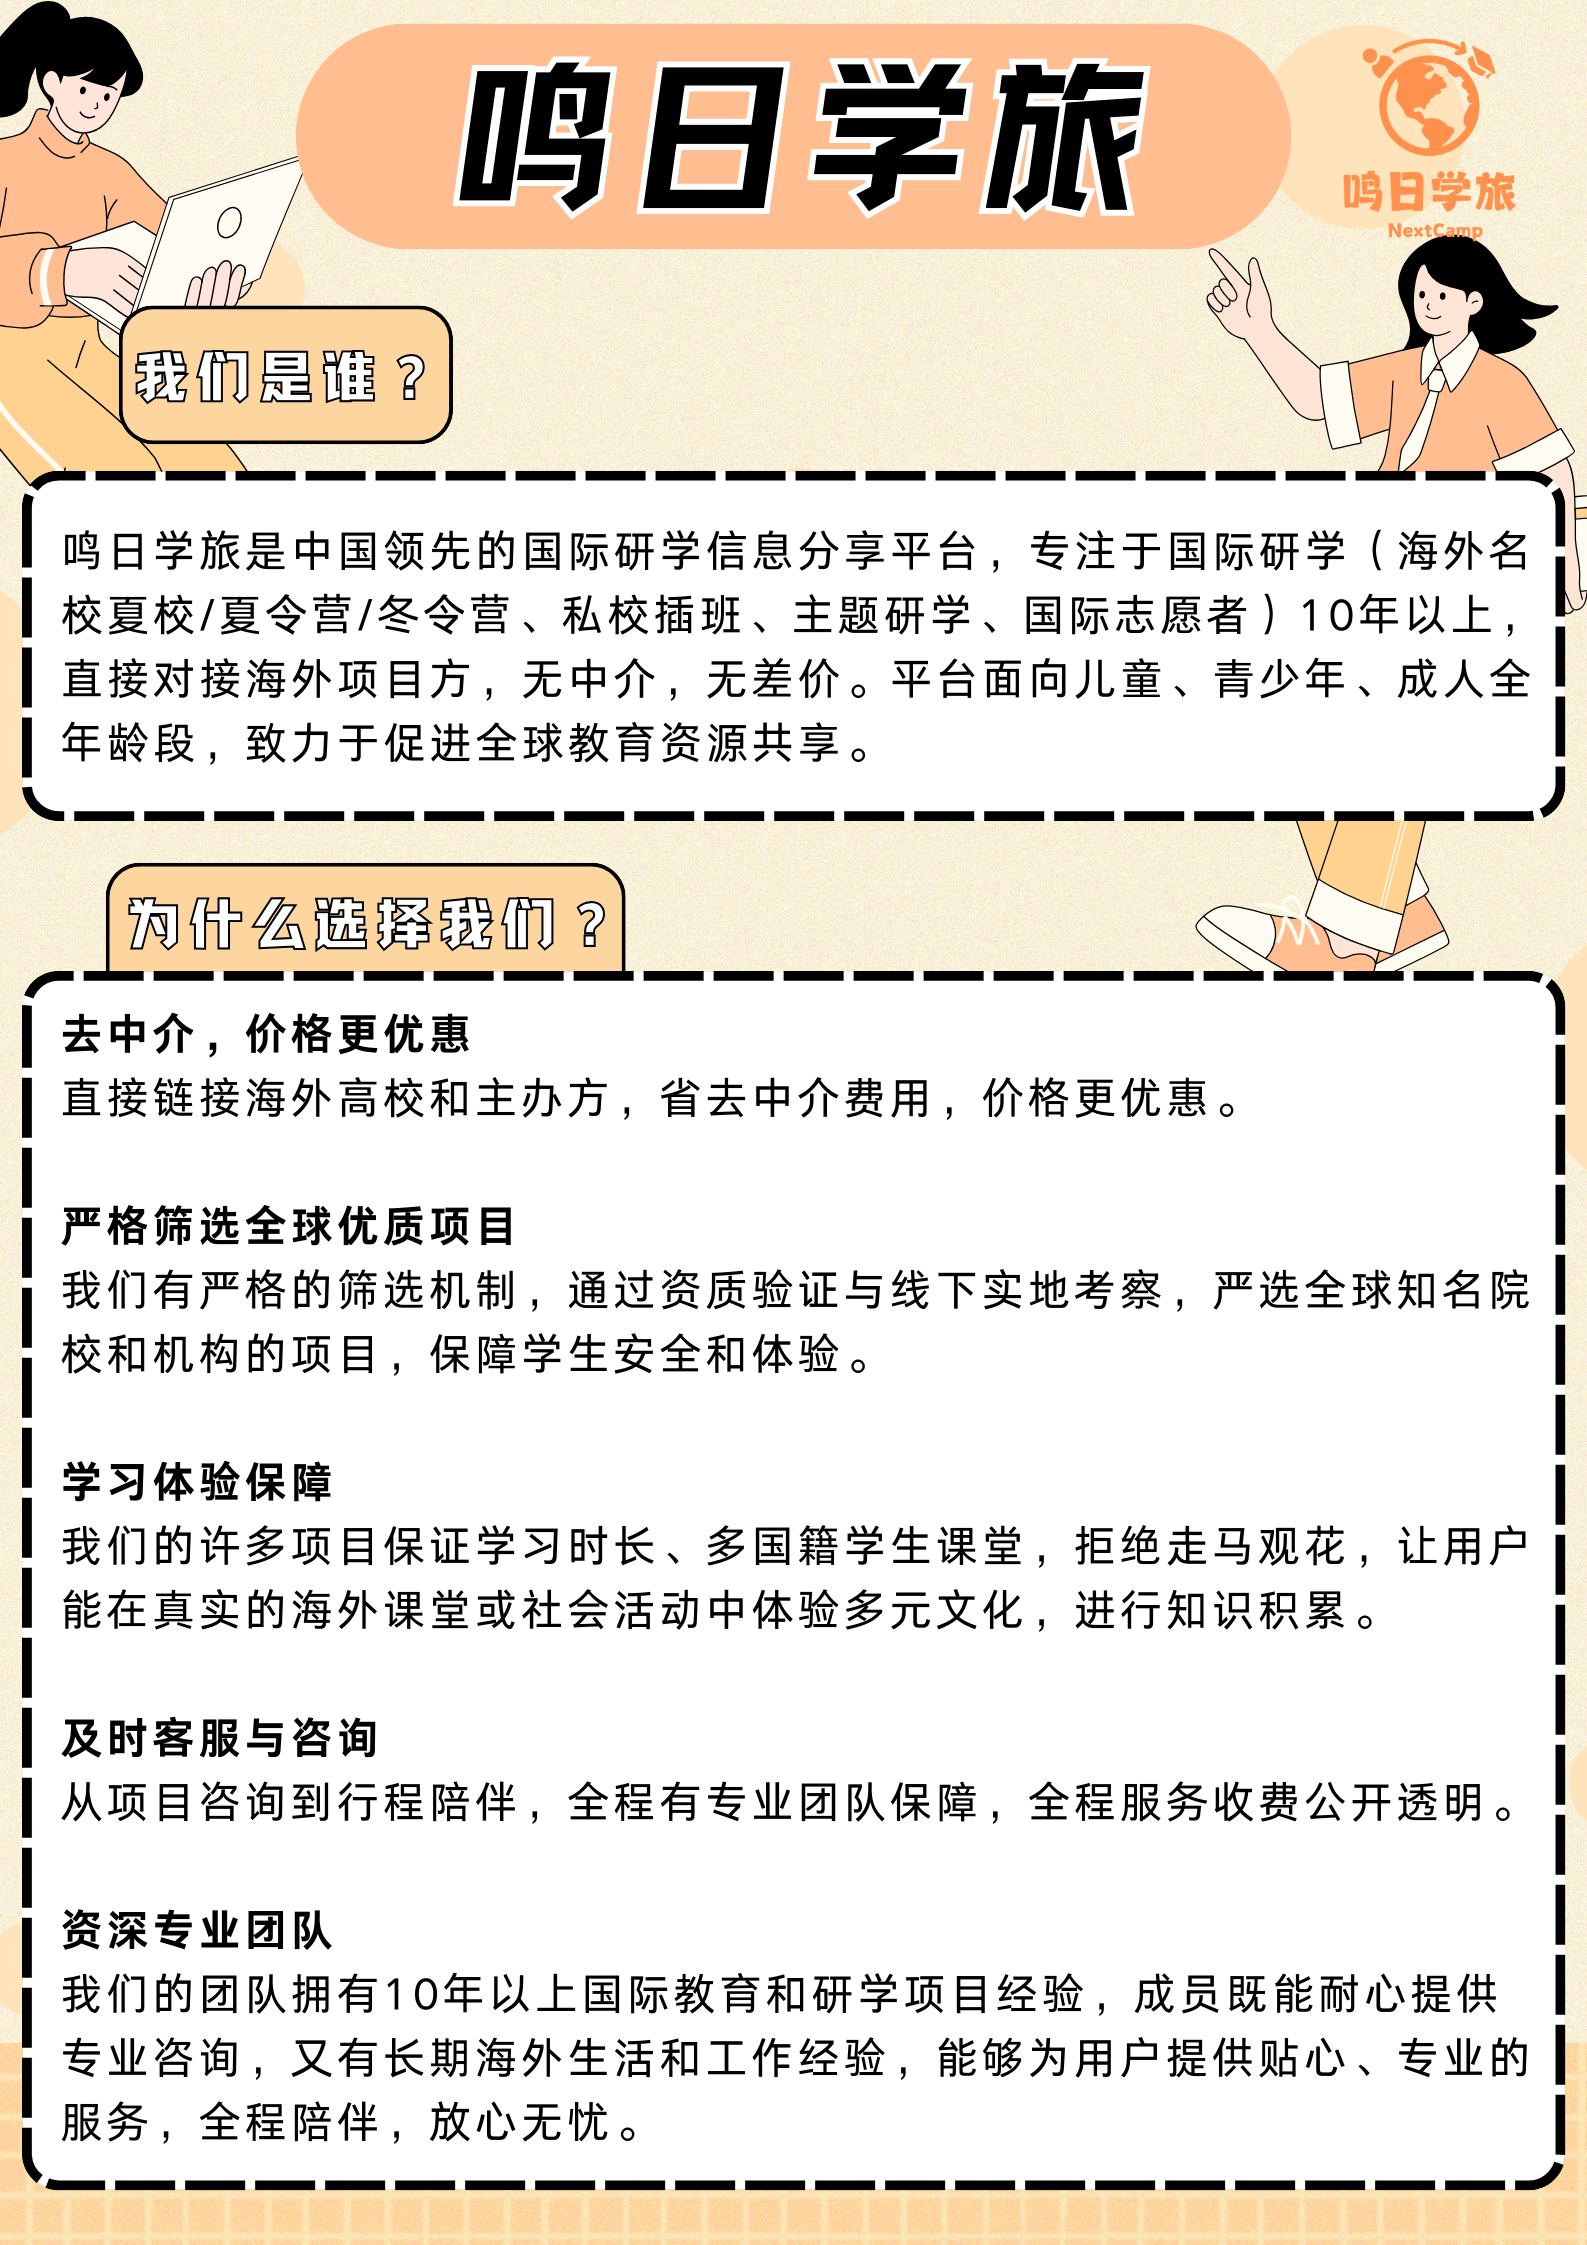 鸣日学旅
鸣日学旅
NextCamp
我们是谁？
鸣日学旅是中国领先的国际研学信息分享平台，专注于国际研学（海外名
校夏校/夏令营/冬令营、私校插班、主题研学、国际志愿者）10年以上，
直接对接海外项目方，无中介，无差价。平台面向儿童、青少年、成人全
年龄段，致力于促进全球教育资源共享。
为什么选择我们？
去中介，价格更优惠
直接链接海外高校和主办方，省去中介费用，价格更优惠。
严格筛选全球优质项目
我们有严格的筛选机制，通过资质验证与线下实地考察，严选全球知名院
校和机构的项目，保障学生安全和体验。
学习体验保障
我们的许多项目保证学习时长、多国籍学生课堂，拒绝走马观花，让用户
能在真实的海外课堂或社会活动中体验多元文化，进行知识积累。
及时客服与咨询
从项目咨询到行程陪伴，全程有专业团队保障，全程服务收费公开透明。
资深专业团队
我们的团队拥有10年以上国际教育和研学项目经验，成员既能耐心提供
专业咨询，又有长期海外生活和工作经验，能够为用户提供贴心、专业的
服务，全程陪伴，放心无忧。